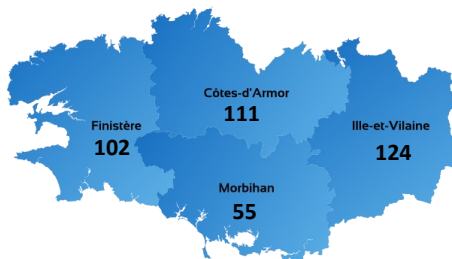 Côtes-d'Armor
111
Finistère
102
Ille-et-Vilaine
124
Morbihan
55